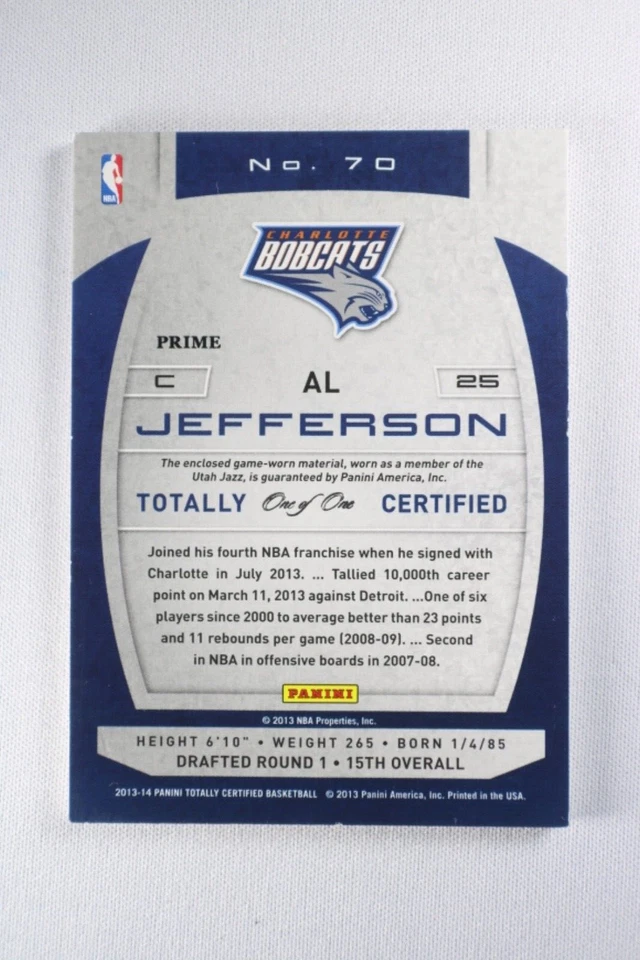 No. 70
NBA
CHARLOTTE
BOBCATS
PRIME
C AL 25
JEFFERSON
The enclosed game-worn material, worn as a member of the
Utah Jazz, is guaranteed by Panini America, Inc.
TOTALLY One of One CERTIFIED
Joined his fourth NBA franchise when he signed with
Charlotte in July 2013. ... Tallied 10,000th career
point on March 11, 2013 against Detroit. ...One of six
players since 2000 to average better than 23 points
and 11 rebounds per game (2008-09). ... Second
in NBA in offensive boards in 2007-08.
PANINI
© 2013 NBA Properties, Inc.
HEIGHT 6'10" • WEIGHT 265 • BORN 1/4/85
DRAFTED ROUND 1 • 15TH OVERALL
2013-14 PANINI TOTALLY CERTIFIED BASKETBALL © 2013 Panini America, Inc. Printed in the USA.